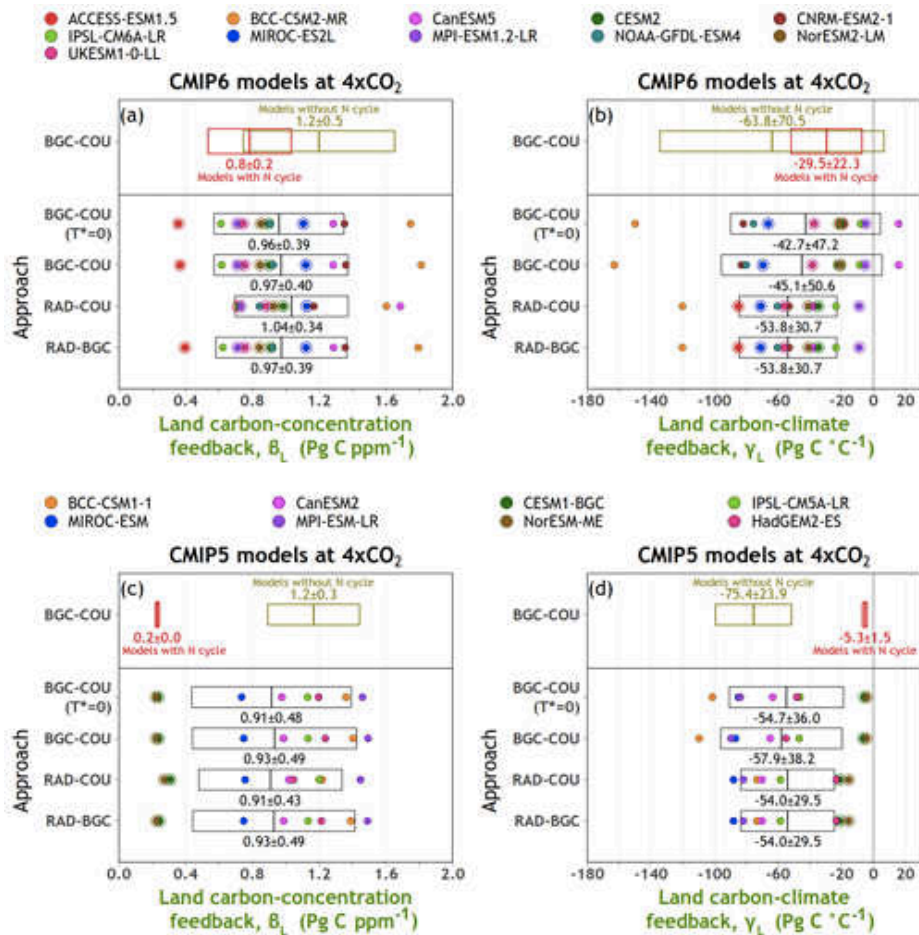 ACCESS-ESM1.5 BCC-CSM2-MR CanESM5 CESM2 CNRM-ESM2-1
IPSL-CM6A-LR MIROC-ES2L MPI-ESM1.2-LR NOAA-GFDL-ESM4 NorESM2-LM
UKESM1-0-LL
CMIP6 models at 4xCO₂
(a)
Models without N cycle
1.2±0.5
BGC-COU
0.8±0.2
Models with N cycle
Approach
BGC-COU
(T*=0)
0.96±0.39
BGC-COU
0.97±0.40
RAD-COU
1.04±0.34
RAD-BGC
0.97±0.39
0.0 0.4 0.8 1.2 1.6 2.0
Land carbon-concentration
feedback, β_L (Pg C ppm⁻¹)
CMIP6 models at 4xCO₂
(b)
Models without N cycle
-63.8±70.5
BGC-COU
-29.5±22.3
Models with N cycle
Approach
BGC-COU
(T*=0)
-42.7±47.2
BGC-COU
-45.1±50.6
RAD-COU
-53.8±30.7
RAD-BGC
-53.8±30.7
-180 -140 -100 -60 -20 0 20
Land carbon-climate
feedback, γ_L (Pg C °C⁻¹)
BCC-CSM1-1 CanESM2 CESM1-BGC IPSL-CM5A-LR
MIROC-ESM MPI-ESM-LR NorESM-ME HadGEM2-ES
CMIP5 models at 4xCO₂
(c)
Models without N cycle
1.2±0.3
BGC-COU
0.2±0.0
Models with N cycle
Approach
BGC-COU
(T*=0)
0.91±0.48
BGC-COU
0.93±0.49
RAD-COU
0.91±0.43
RAD-BGC
0.93±0.49
0.0 0.4 0.8 1.2 1.6 2.0
Land carbon-concentration
feedback, β_L (Pg C ppm⁻¹)
CMIP5 models at 4xCO₂
(d)
Models without N cycle
-75.4±23.9
BGC-COU
-5.3±1.5
Models with N cycle
Approach
BGC-COU
(T*=0)
-54.7±36.0
BGC-COU
-57.9±38.2
RAD-COU
-54.0±29.5
RAD-BGC
-54.0±29.5
-180 -140 -100 -60 -20 0 20
Land carbon-climate
feedback, γ_L (Pg C °C⁻¹)